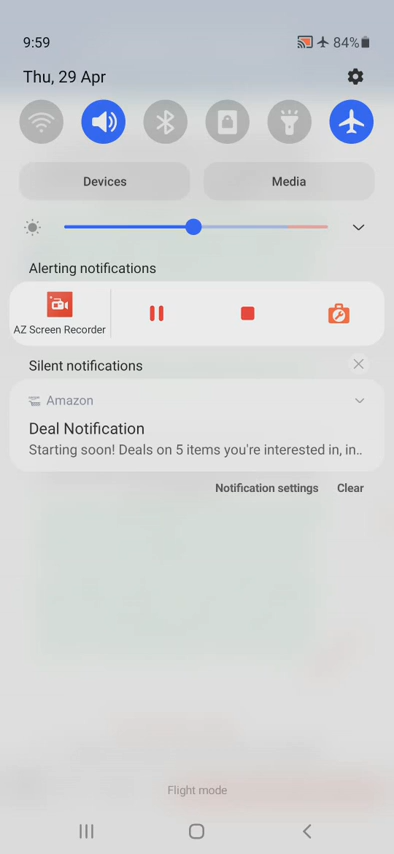 9:59
84%
Thu, 29 Apr
Devices
Media
Alerting notifications
AZ Screen Recorder
Silent notifications
Amazon
Deal Notification
Starting soon! Deals on 5 items you're interested in, in..
Notification settings
Clear
Flight mode